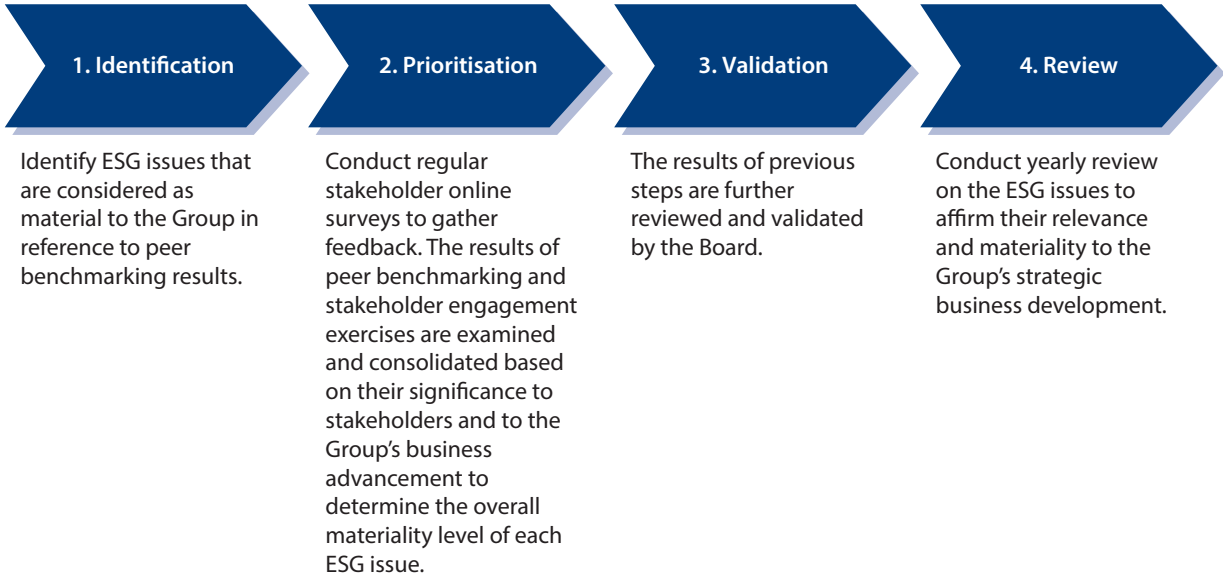 1. Identification
Identify ESG issues that
are considered as
material to the Group in
reference to peer
benchmarking results.
2. Prioritisation
Conduct regular
stakeholder online
surveys to gather
feedback. The results of
peer benchmarking and
stakeholder engagement
exercises are examined
and consolidated based
on their significance to
stakeholders and to the
Group’s business
advancement to
determine the overall
materiality level of each
ESG issue.
3. Validation
The results of previous
steps are further
reviewed and validated
by the Board.
4. Review
Conduct yearly review
on the ESG issues to
affirm their relevance
and materiality to the
Group’s strategic
business development.